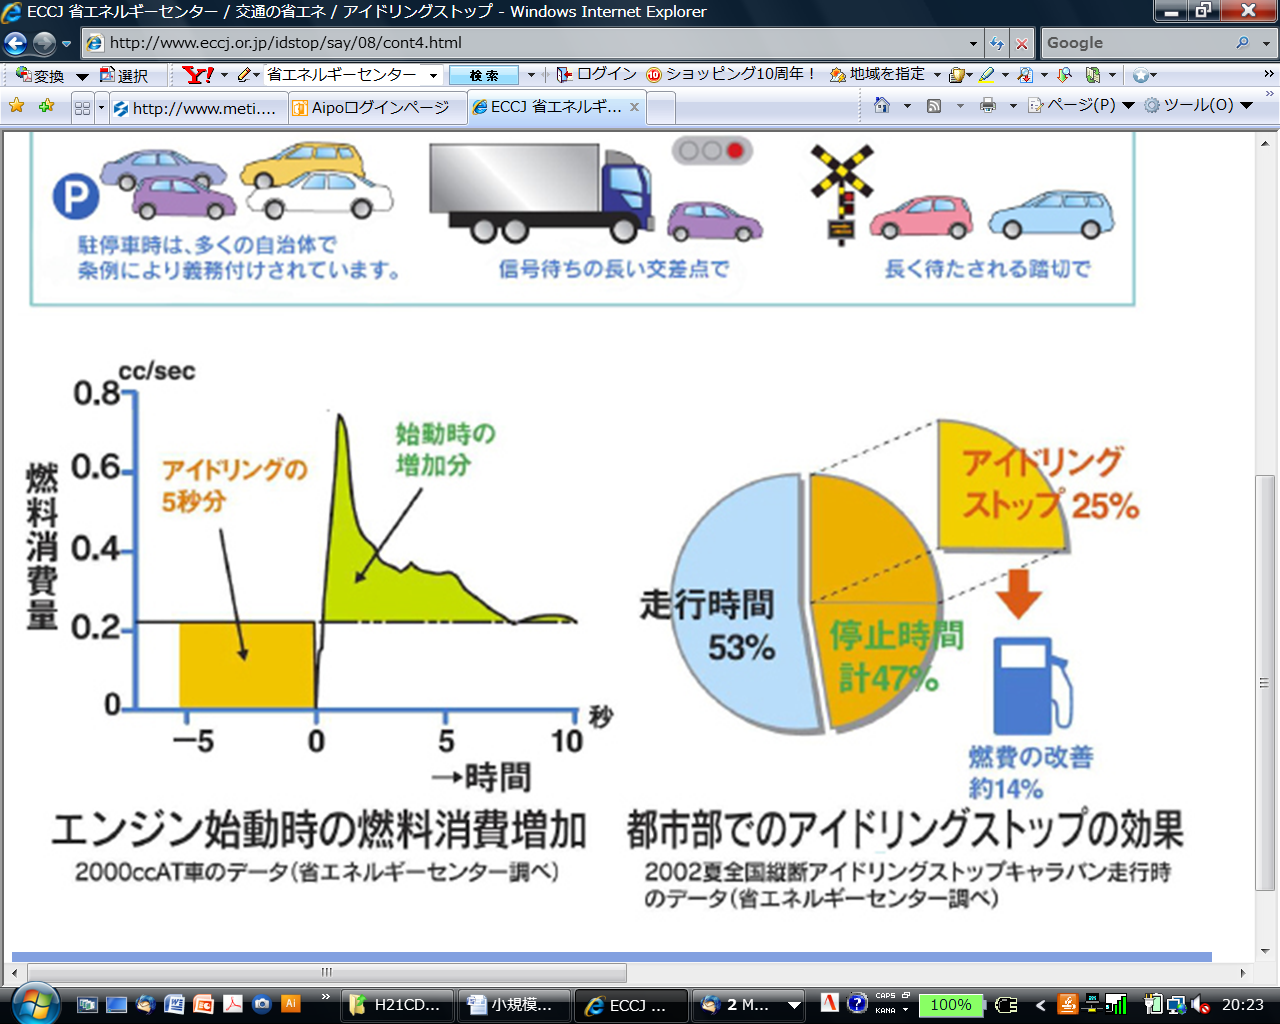 ECCJ 省エネルギーセンター / 交通の省エネ / アイドリングストップ - Windows Internet Explorer
http://www.eccj.or.jp/idstop/say/08/cont4.html
Google
変換 選択 Y! 省エネルギーセンター 検索 ログイン ショッピング10周年！ 地域を指定
http://www.meti.... Aipoログインページ ECCJ 省エネルギ... ページ(P) ツール(O)
P
駐停車時は、多くの自治体で
条例により義務付けされています。
信号待ちの長い交差点で
長く待たされる踏切で
cc/sec
0.8
0.6
0.4
0.2
0
燃料消費量
アイドリングの
5秒分
始動時の
増加分
−5 0 5 10 秒
→時間
エンジン始動時の燃料消費増加
2000ccAT車のデータ(省エネルギーセンター調べ)
アイドリング
ストップ 25%
走行時間
53%
停止時間
計47%
燃費の改善
約14%
都市部でのアイドリングストップの効果
2002夏全国縦断アイドリングストップキャラバン走行時
のデータ(省エネルギーセンター調べ)
H21CD... 小規模... ECCJ ... 2 M... CAPS KANA 100% 20:23